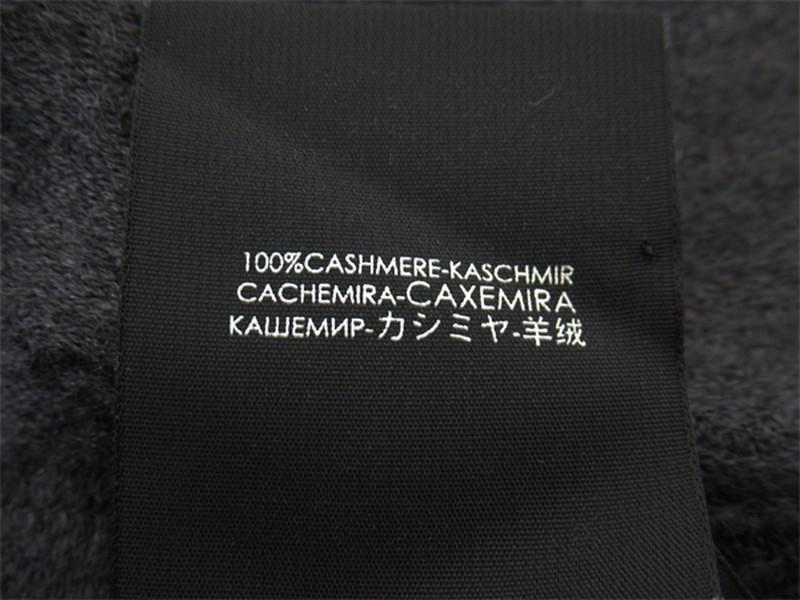 100%CASHMERE-KASCHMIR
CACHEMIRA-CAXEMIRA
КАШЕМИР-カシミヤ-羊绒